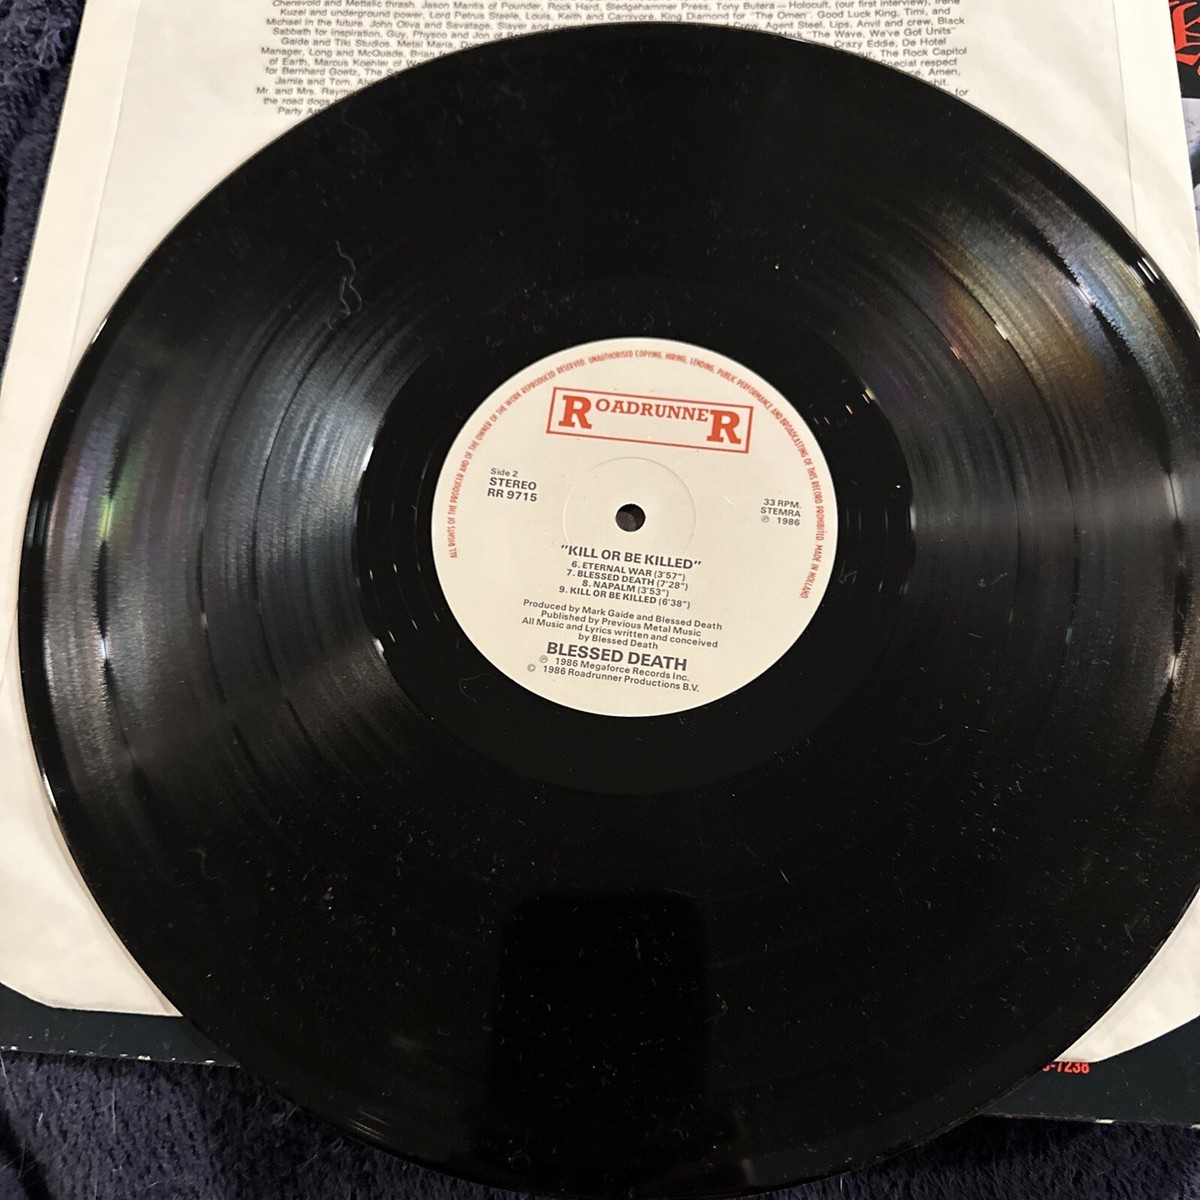 Chensvold and Mettalic thrash. Jason Mantis of Pounder, Rock Hard, Sledgehammer Press, Tony Butera — Holocult, (our first interview), Irene
Kuzel and underground power, Lord Petrus Steele, Louis, Keith and Carnivore, King Diamond for "The Omen". Good Luck King, Timi, and
Michael in the future. John Oliva and Savatage, Slayer and Crew, Agent Steel, Lips, Anvil and crew, Black
Sabbath for inspiration, Guy, Physco and Jon of "The Wave, We've Got Units"
Gaide and Tiki Studios. Metal Maria, Crazy Eddie, De Hotel
Manager, Long and McQuade, Brian The Rock Capitol
of Earth, Marcus Koehler of Special respect
for Bernhard Goetz, The Amen,
Jamie and Tom,
Mr. and Mrs. for
the road dogs
Party
ALL RIGHTS OF THE PRODUCER AND OF THE OWNER OF THE WORK REPRODUCED RESERVED. UNAUTHORISED COPYING, HIRING, LENDING, PUBLIC PERFORMANCE AND BROADCASTING OF THIS RECORD PROHIBITED. MADE IN HOLLAND.
ROADRUNNER
Side 2
STEREO
RR 9715
33 RPM.
STEMRA
℗ 1986
"KILL OR BE KILLED"
6. ETERNAL WAR (3'57")
7. BLESSED DEATH (7'28")
8. NAPALM (3'53")
9. KILL OR BE KILLED (6'38")
Produced by Mark Gaide and Blessed Death
Published by Previous Metal Music
All Music and Lyrics written and conceived
by Blessed Death
BLESSED DEATH
℗ 1986 Megaforce Records Inc.
© 1986 Roadrunner Productions B.V.
-7238